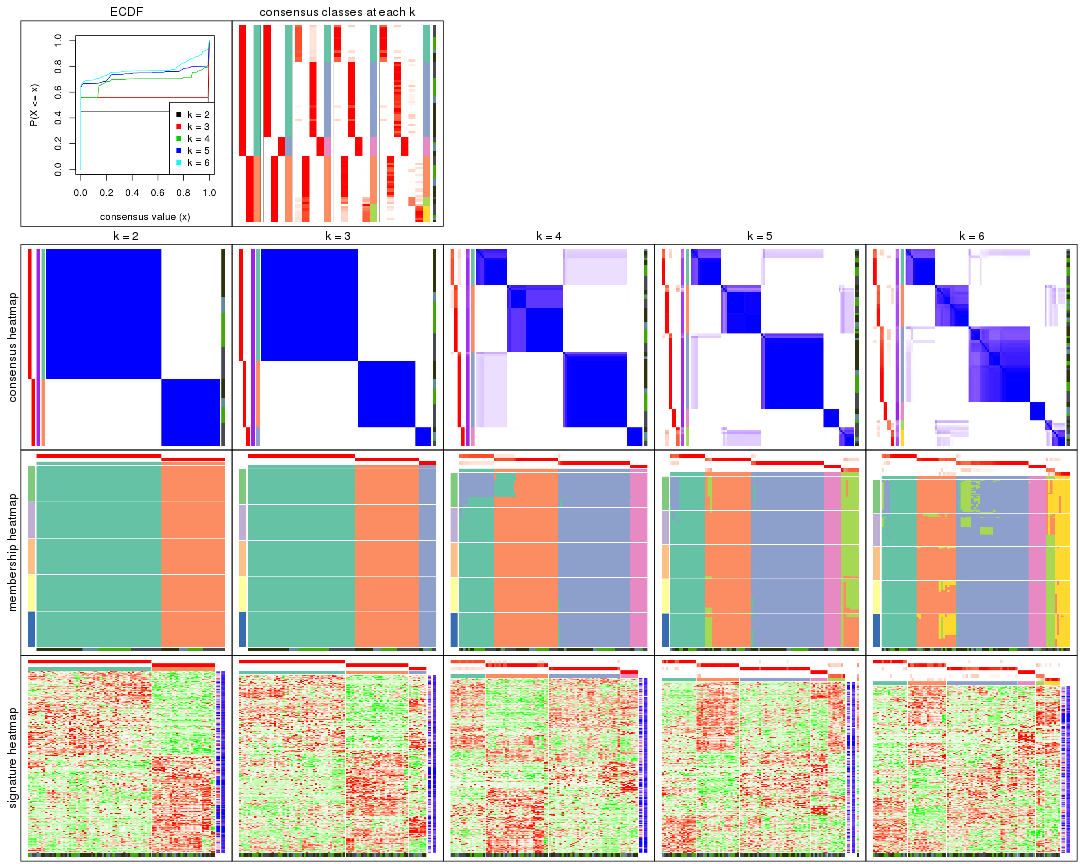 ECDF
consensus classes at each k
P(X <= x)
0.0 0.2 0.4 0.6 0.8 1.0
k = 2
k = 3
k = 4
k = 5
k = 6
0.0 0.2 0.4 0.6 0.8 1.0
consensus value (x)
k = 2
k = 3
k = 4
k = 5
k = 6
consensus heatmap
membership heatmap
signature heatmap